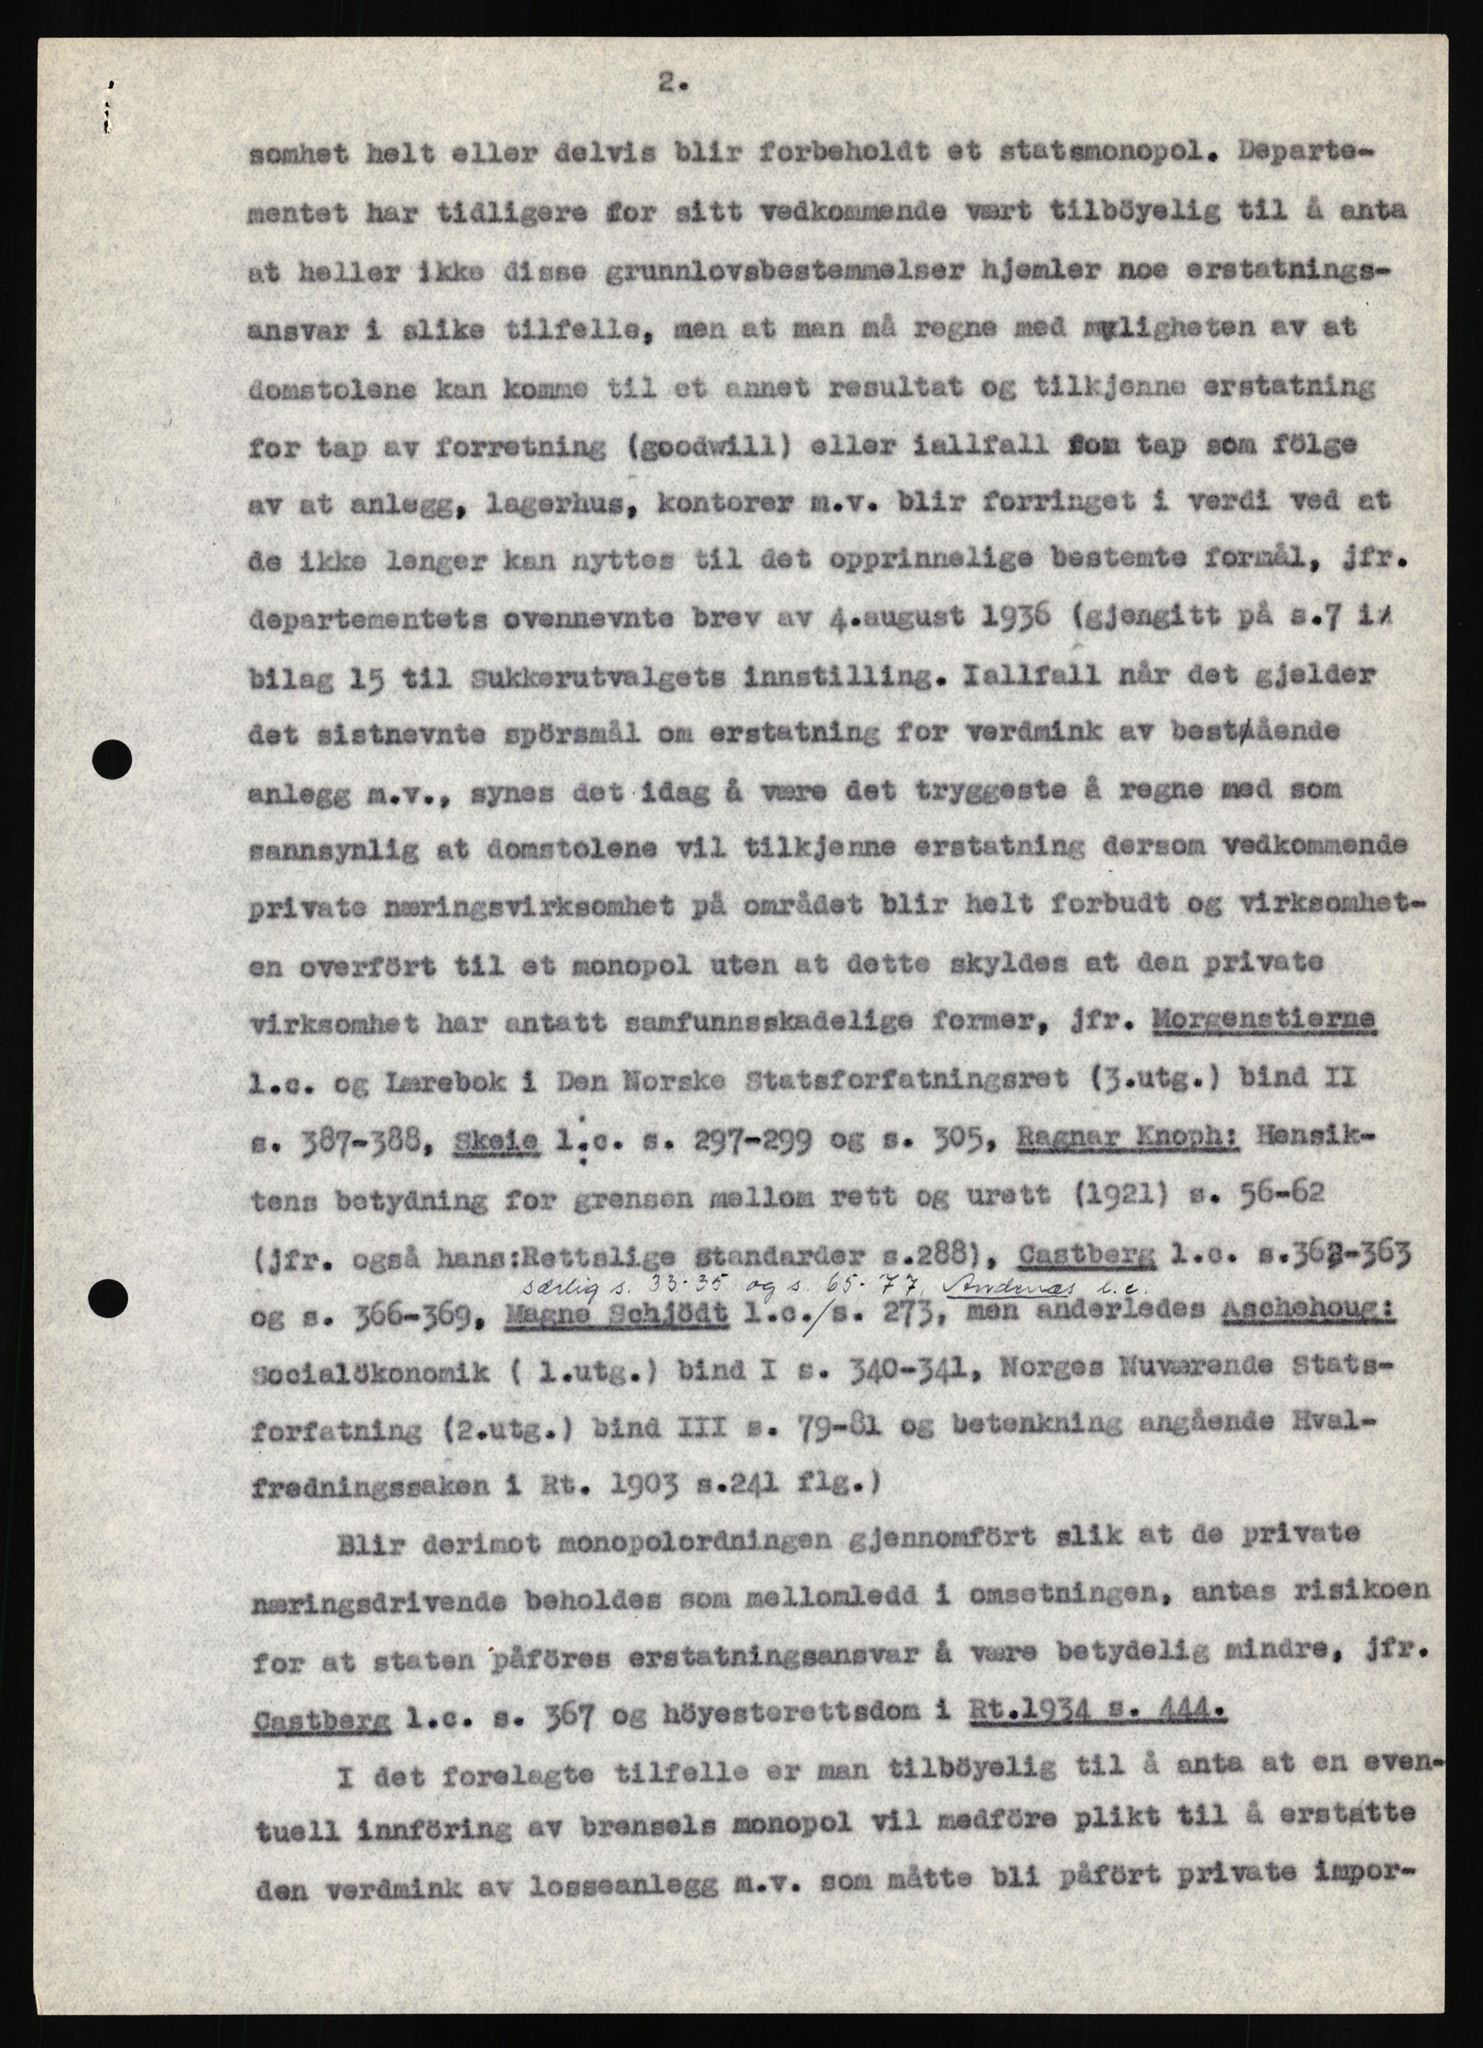 2.
somhet helt eller delvis blir forbeholdt et statsmonopol. Departe-
mentet har tidligere for sitt vedkommende vært tilböyelig til å anta
at heller ikke disse grunnlovsbestemmelser hjemler noe erstatnings-
ansvar i slike tilfelle, men at man må regne med muligheten av at
domstolene kan komme til et annet resultat og tilkjenne erstatning
for tap av forretning (goodwill) eller iallfall for tap som fölge
av at anlegg, lagerhus, kontorer m.v. blir forringet i verdi ved at
de ikke lenger kan nyttes til det opprinnelige bestemte formål, jfr.
departementets ovennevnte brev av 4.august 1936 (gjengitt på s.7 i
bilag 15 til Sukkerutvalgets innstilling. Iallfall når det gjelder
det sistnevnte spörsmål om erstatning for verdmink av bestående
anlegg m.v., synes det idag å være det tryggeste å regne med som
sannsynlig at domstolene vil tilkjenne erstatning dersom vedkommende
private næringsvirksomhet på området blir helt forbudt og virksomhet-
en overfört til et monopol uten at dette skyldes at den private
virksomhet har antatt samfunnsskadelige former, jfr. Morgenstierne
l.c. og Lærebok i Den Norske Statsforfatningsret (3.utg.) bind II
s. 387-388, Skeie l.c. s. 297-299 og s. 305, Ragnar Knoph: Hensik-
tens betydning for grensen mellom rett og urett (1921) s. 56-62
(jfr. også hans:Rettslige standarder s.288), Castberg l.c. s.362-363
særlig s. 33-35 og s. 65-77, Andenæs l.c.
og s. 366-369, Magne Schjödt l.c./s. 273, men anderledes Aschehoug:
Socialökonomik ( 1.utg.) bind I s. 340-341, Norges Nuværende Stats-
forfatning (2.utg.) bind III s. 79-81 og betenkning angående Hval-
fredningssaken i Rt. 1903 s.241 flg.)
Blir derimot monopolordningen gjennomfört slik at de private
næringsdrivende beholdes som mellomledd i omsetningen, antas risikoen
for at staten påföres erstatningsansvar å være betydelig mindre, jfr.
Castberg l.c. s. 367 og höyesterettsdom i Rt.1934 s. 444.
I det forelagte tilfelle er man tilböyelig til å anta at en even-
tuell innföring av brensels monopol vil medföre plikt til å erstatte
den verdmink av losseanlegg m.v. som måtte bli påfört private impor-